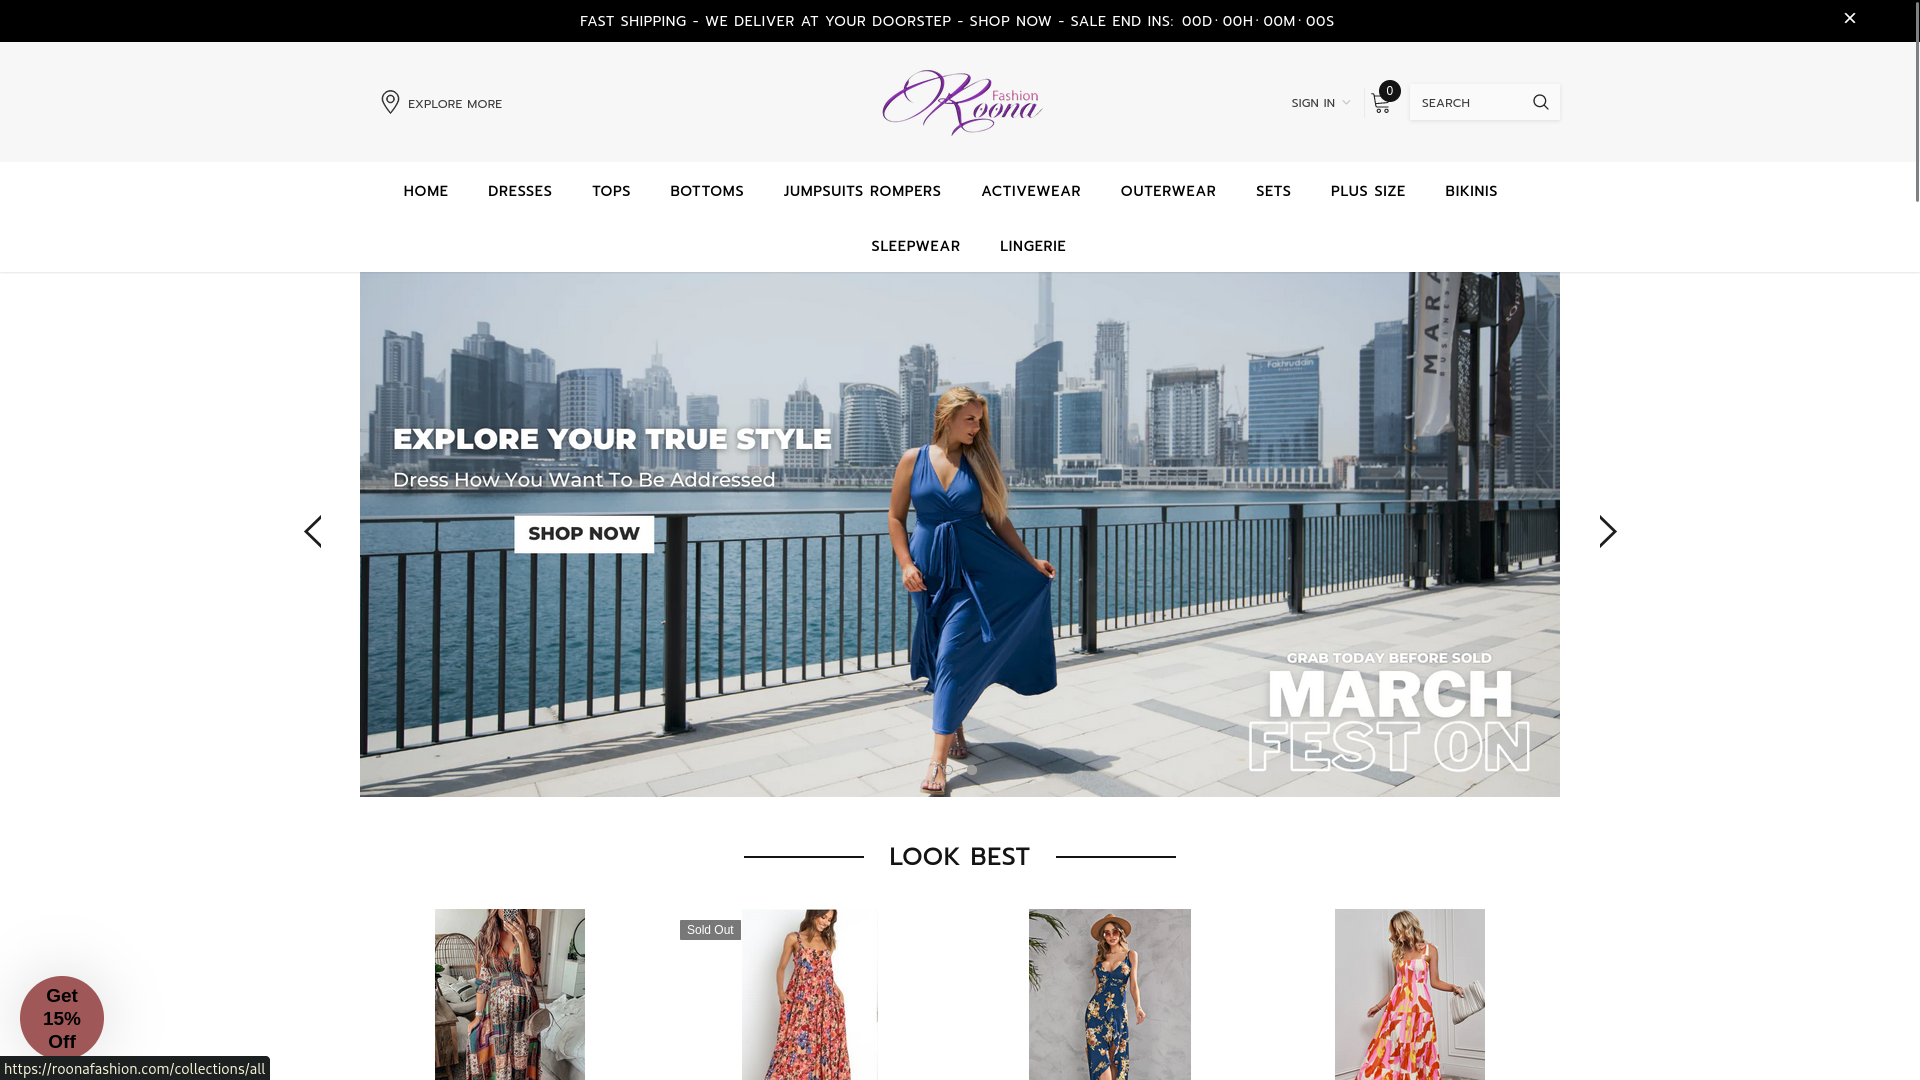 FAST SHIPPING - WE DELIVER AT YOUR DOORSTEP - SHOP NOW - SALE END INS: 00D · 00H · 00M · 00S
EXPLORE MORE
Fashion
Roona
SIGN IN
0
SEARCH
HOME DRESSES TOPS BOTTOMS JUMPSUITS ROMPERS ACTIVEWEAR OUTERWEAR SETS PLUS SIZE BIKINIS
SLEEPWEAR LINGERIE
MARA
BUSINESS
Fakhruddin
EXPLORE YOUR TRUE STYLE
Dress How You Want To Be Addressed
SHOP NOW
GRAB TODAY BEFORE SOLD
MARCH
FEST ON
LOOK BEST
Sold Out
Get
15%
Off
https://roonafashion.com/collections/all